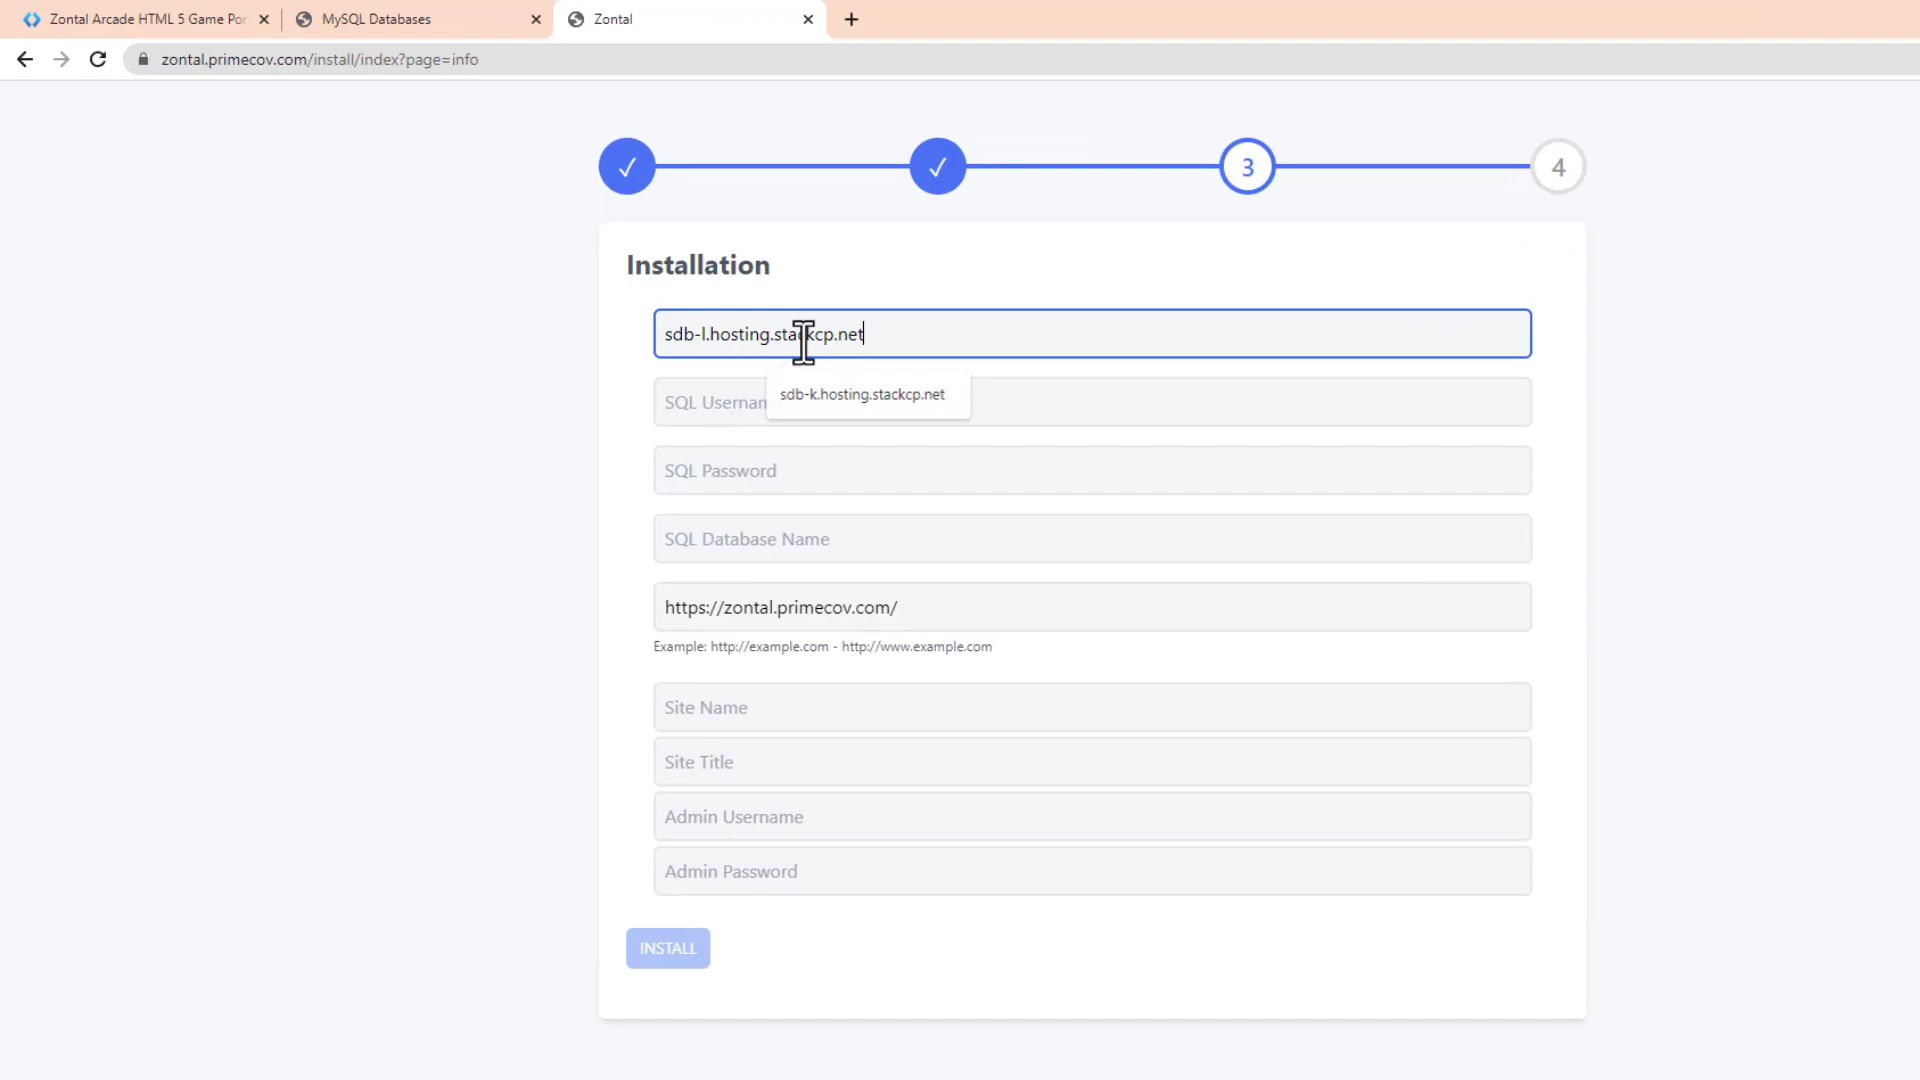 Zontal Arcade HTML 5 Game Por
MySQL Databases
Zontal
zontal.primecov.com/install/index?page=info
✓
✓
3
4
Installation
sdb-l.hosting.stackcp.net
sdb-k.hosting.stackcp.net
SQL Usernam
SQL Password
SQL Database Name
https://zontal.primecov.com/
Example: http://example.com - http://www.example.com
Site Name
Site Title
Admin Username
Admin Password
INSTALL